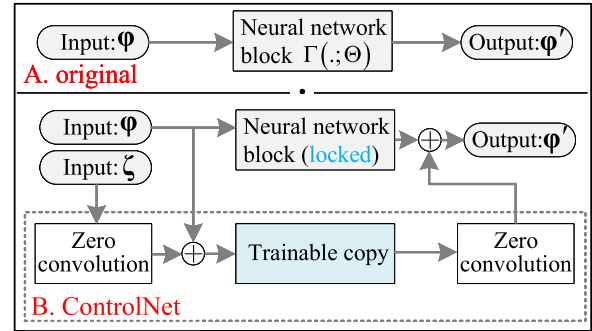 Input: φ
Neural network
block Γ(.;Θ)
Output: φ′
A. original
Input: φ
Neural network
block (locked)
Output: φ′
Input: ζ
Zero
convolution
Trainable copy
Zero
convolution
B. ControlNet